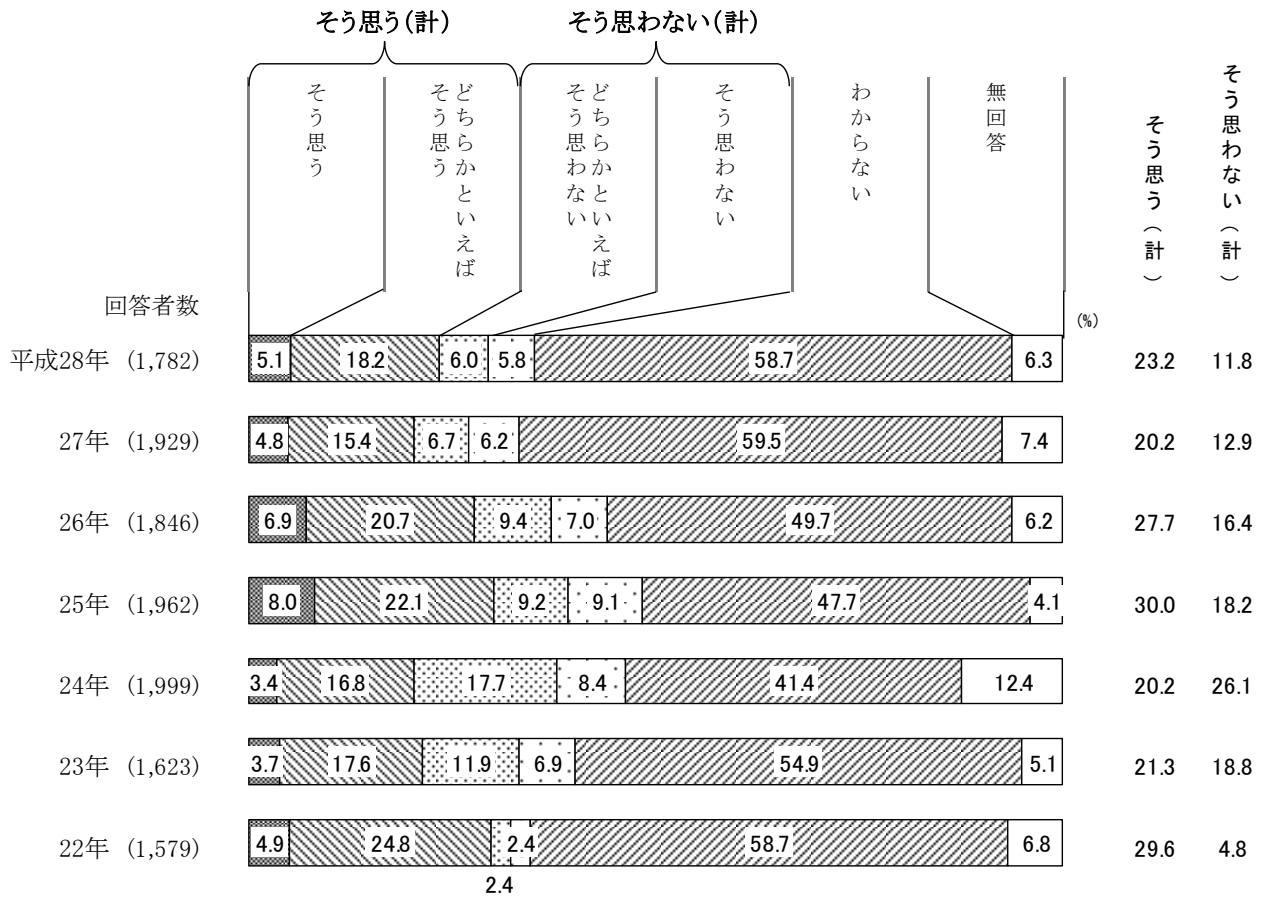 そう思う(計)
そう思わない(計)
そう思う
どちらかといえば
そう思う
どちらかといえば
そう思わない
そう思わない
わからない
無回答
そう思う(計)
そう思わない(計)
回答者数
(%)
平成28年 (1,782) 5.1 18.2 6.0 5.8 58.7 6.3 23.2 11.8
27年 (1,929) 4.8 15.4 6.7 6.2 59.5 7.4 20.2 12.9
26年 (1,846) 6.9 20.7 9.4 7.0 49.7 6.2 27.7 16.4
25年 (1,962) 8.0 22.1 9.2 9.1 47.7 4.1 30.0 18.2
24年 (1,999) 3.4 16.8 17.7 8.4 41.4 12.4 20.2 26.1
23年 (1,623) 3.7 17.6 11.9 6.9 54.9 5.1 21.3 18.8
22年 (1,579) 4.9 24.8 2.4 58.7 6.8 29.6 4.8
2.4